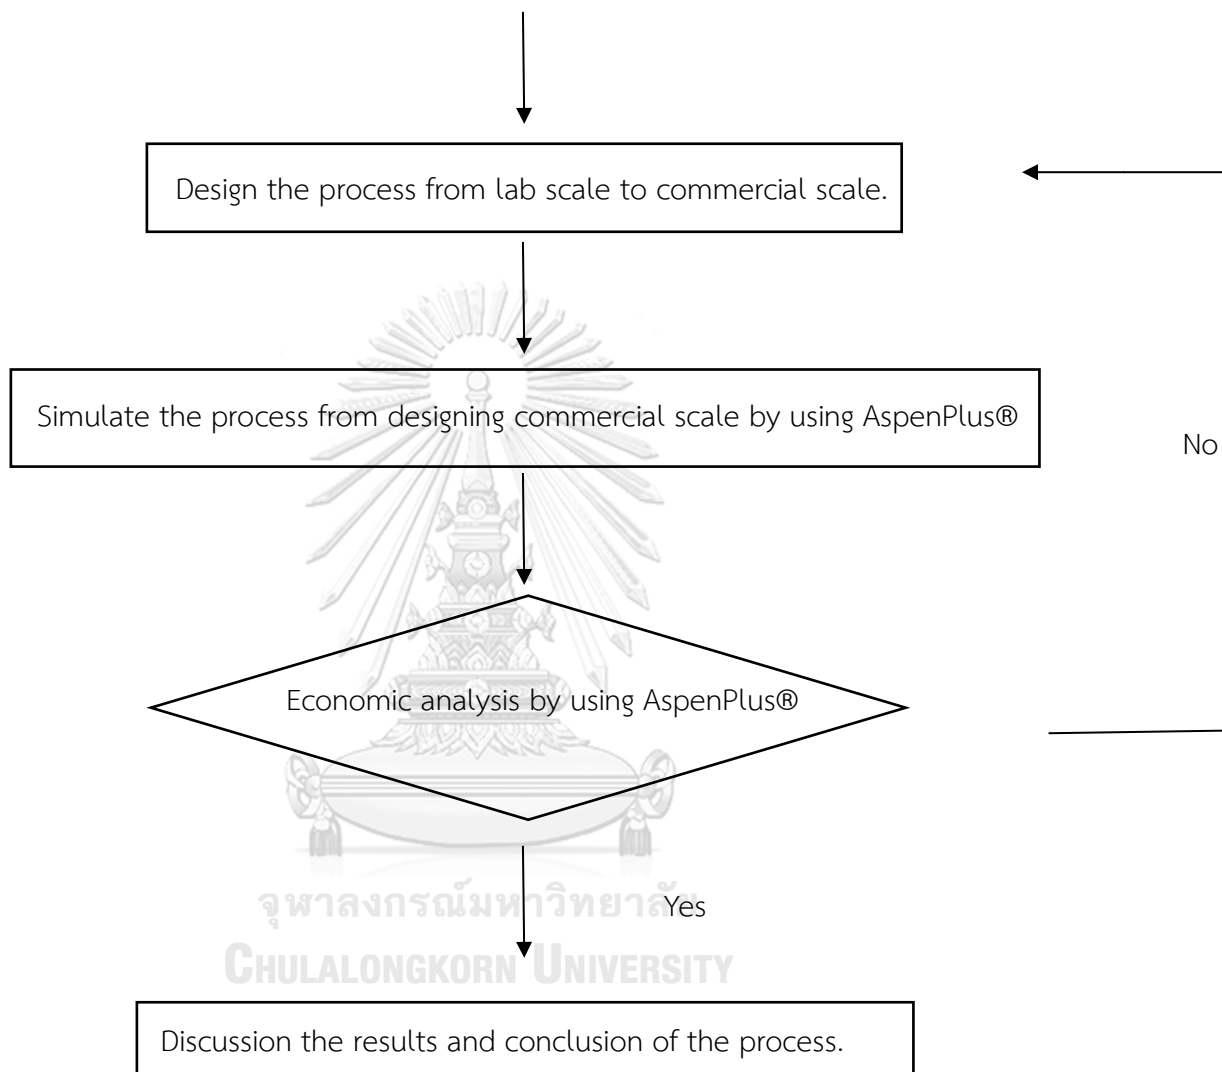 Design the process from lab scale to commercial scale.
Simulate the process from designing commercial scale by using AspenPlus®
No
Economic analysis by using AspenPlus®
จุฬาลงกรณ์มหาวิทยาลัย
Yes
CHULALONGKORN UNIVERSITY
Discussion the results and conclusion of the process.